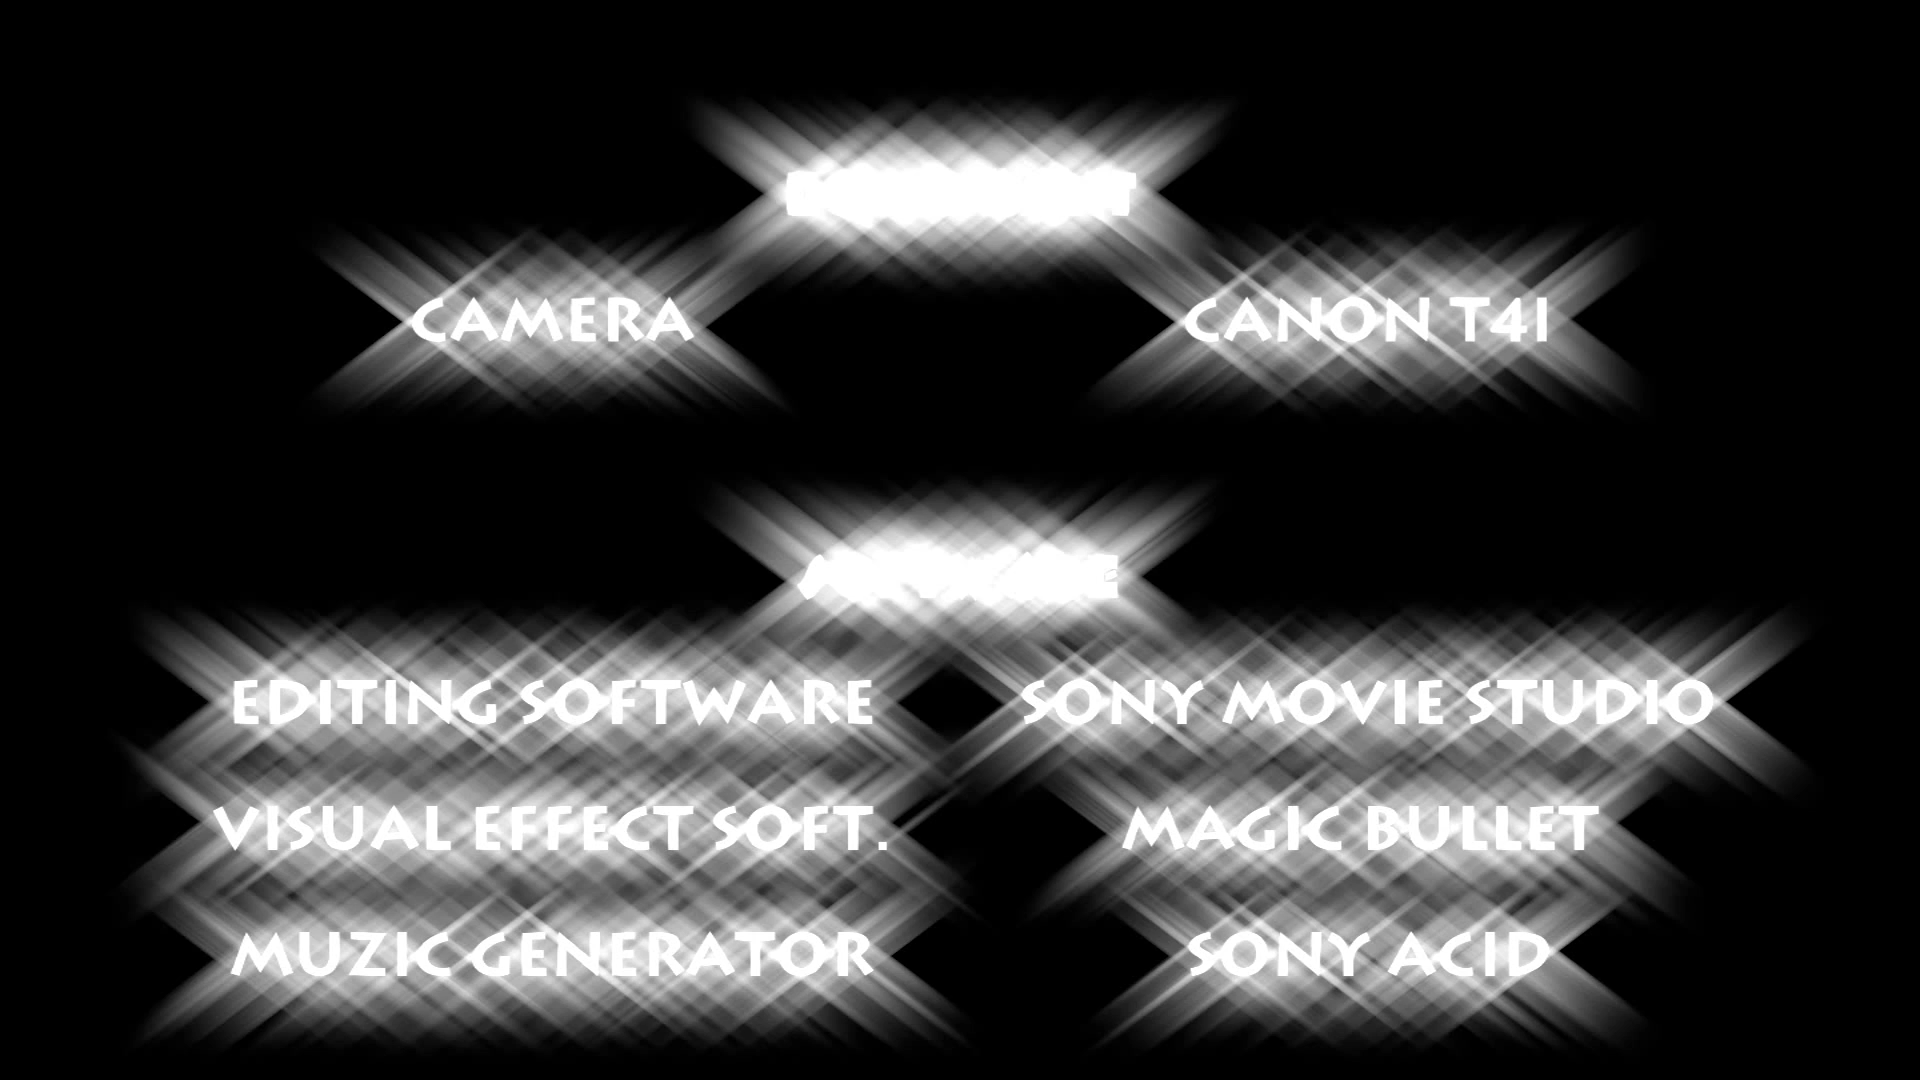 CAMERA CANON T4I
EDITING SOFTWARE SONY MOVIE STUDIO
VISUAL EFFECT SOFT. MAGIC BULLET
MUZIC GENERATOR SONY ACID